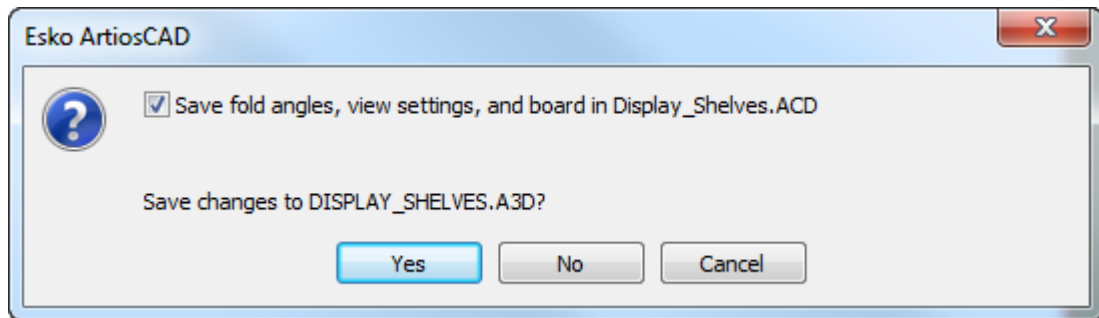 Esko ArtiosCAD
Save fold angles, view settings, and board in Display_Shelves.ACD
Save changes to DISPLAY_SHELVES.A3D?
Yes No Cancel